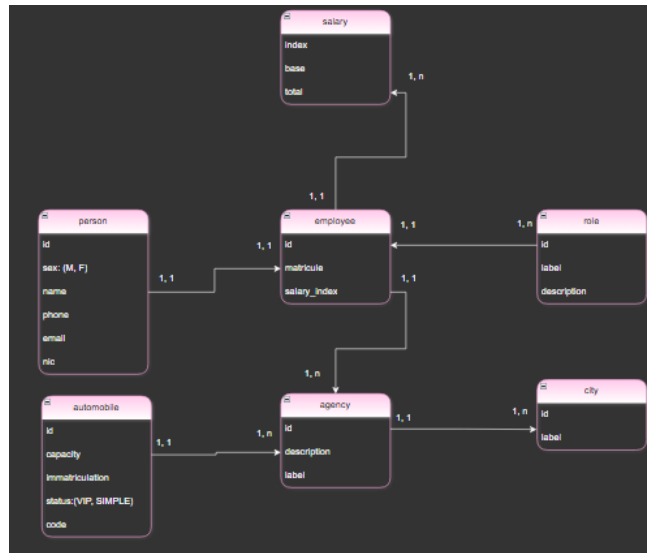 salary
index
base
total
1, n
1, 1
person
id
sex: (M, F)
name
phone
email
nic
1, 1
employee
id
matricule
salary_index
1, 1
1, 1
1, 1
role
id
label
description
1, n
automobile
id
capacity
immatriculation
status:(VIP, SIMPLE)
code
1, 1
agency
id
description
label
1, n
1, n
1, 1
city
id
label
1, n